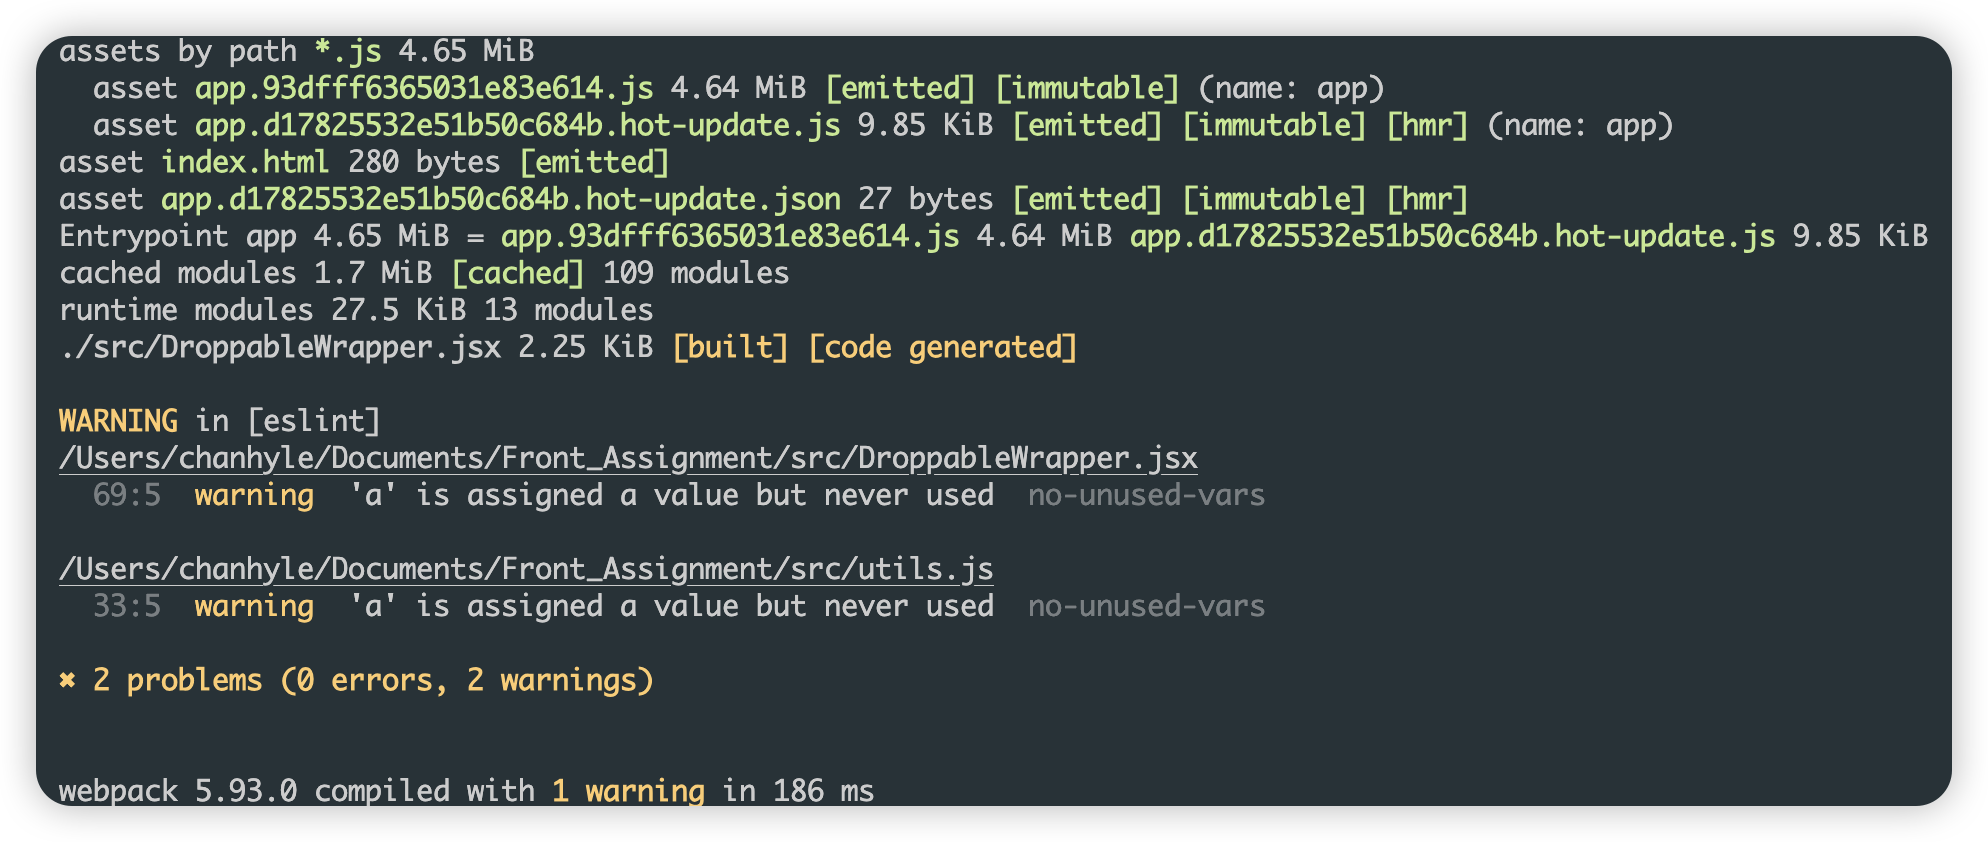 assets by path *.js 4.65 MiB
  asset app.93dfff6365031e83e614.js 4.64 MiB [emitted] [immutable] (name: app)
  asset app.d17825532e51b50c684b.hot-update.js 9.85 KiB [emitted] [immutable] [hmr] (name: app)
asset index.html 280 bytes [emitted]
asset app.d17825532e51b50c684b.hot-update.json 27 bytes [emitted] [immutable] [hmr]
Entrypoint app 4.65 MiB = app.93dfff6365031e83e614.js 4.64 MiB app.d17825532e51b50c684b.hot-update.js 9.85 KiB
cached modules 1.7 MiB [cached] 109 modules
runtime modules 27.5 KiB 13 modules
./src/DroppableWrapper.jsx 2.25 KiB [built] [code generated]

WARNING in [eslint]
/Users/chanhyle/Documents/Front_Assignment/src/DroppableWrapper.jsx
  69:5  warning  'a' is assigned a value but never used  no-unused-vars

/Users/chanhyle/Documents/Front_Assignment/src/utils.js
  33:5  warning  'a' is assigned a value but never used  no-unused-vars

✖ 2 problems (0 errors, 2 warnings)

webpack 5.93.0 compiled with 1 warning in 186 ms